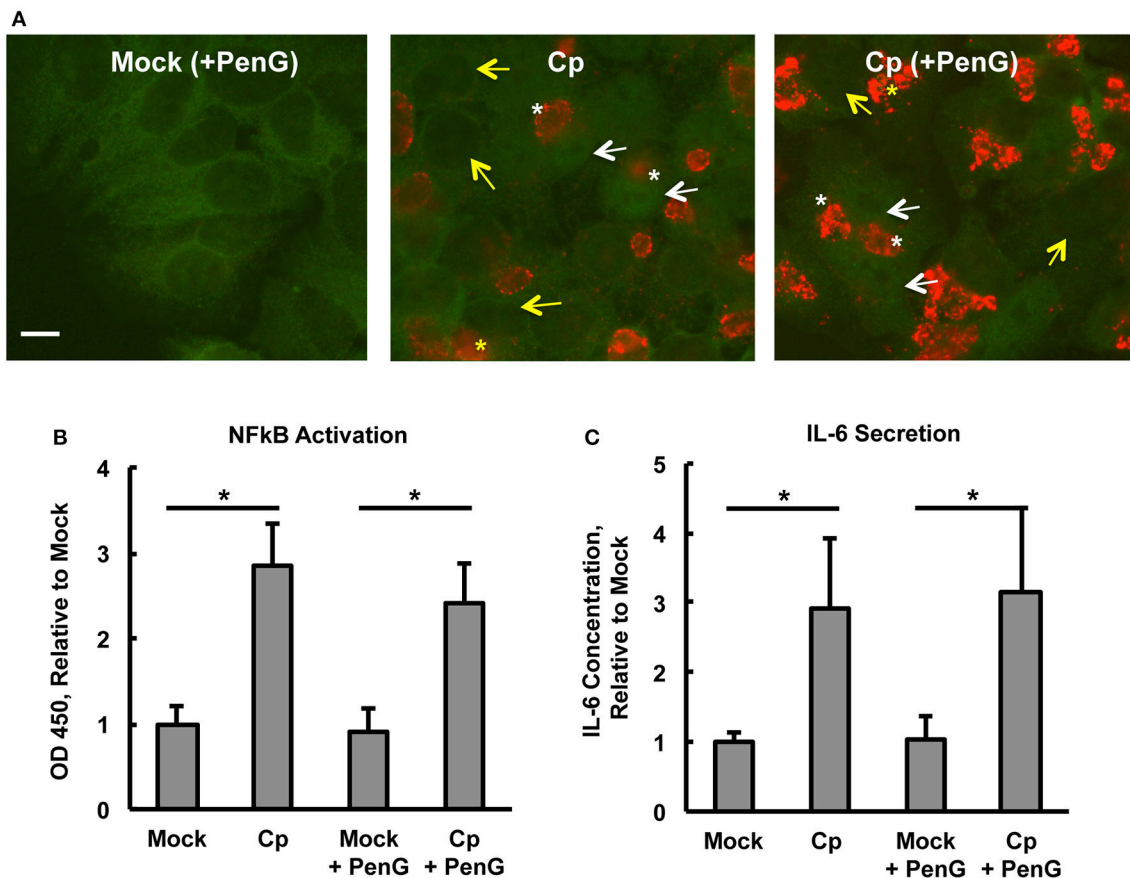 A
Mock (+PenG)
Cp
Cp (+PenG)
*
*
*
*
*
*
B
NFkB Activation
OD 450, Relative to Mock
4
3
2
1
0
*
*
Mock
Cp
Mock
+ PenG
Cp
+ PenG
C
IL-6 Secretion
IL-6 Concentration,
Relative to Mock
5
4
3
2
1
0
*
*
Mock
Cp
Mock
+ PenG
Cp
+ PenG